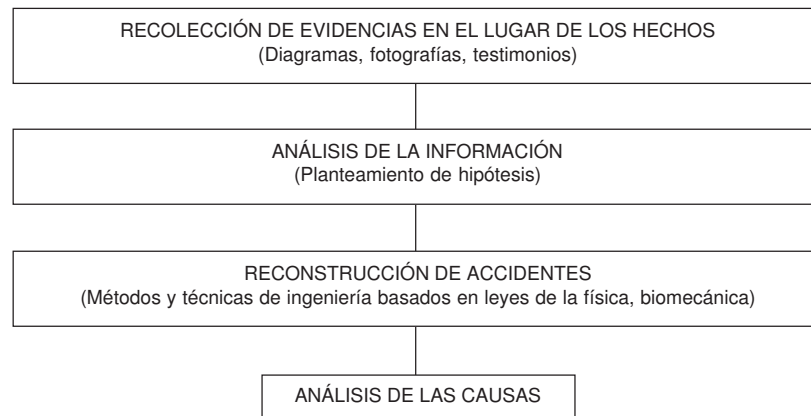 RECOLECCIÓN DE EVIDENCIAS EN EL LUGAR DE LOS HECHOS
(Diagramas, fotografías, testimonios)
ANÁLISIS DE LA INFORMACIÓN
(Planteamiento de hipótesis)
RECONSTRUCCIÓN DE ACCIDENTES
(Métodos y técnicas de ingeniería basados en leyes de la física, biomecánica)
ANÁLISIS DE LAS CAUSAS